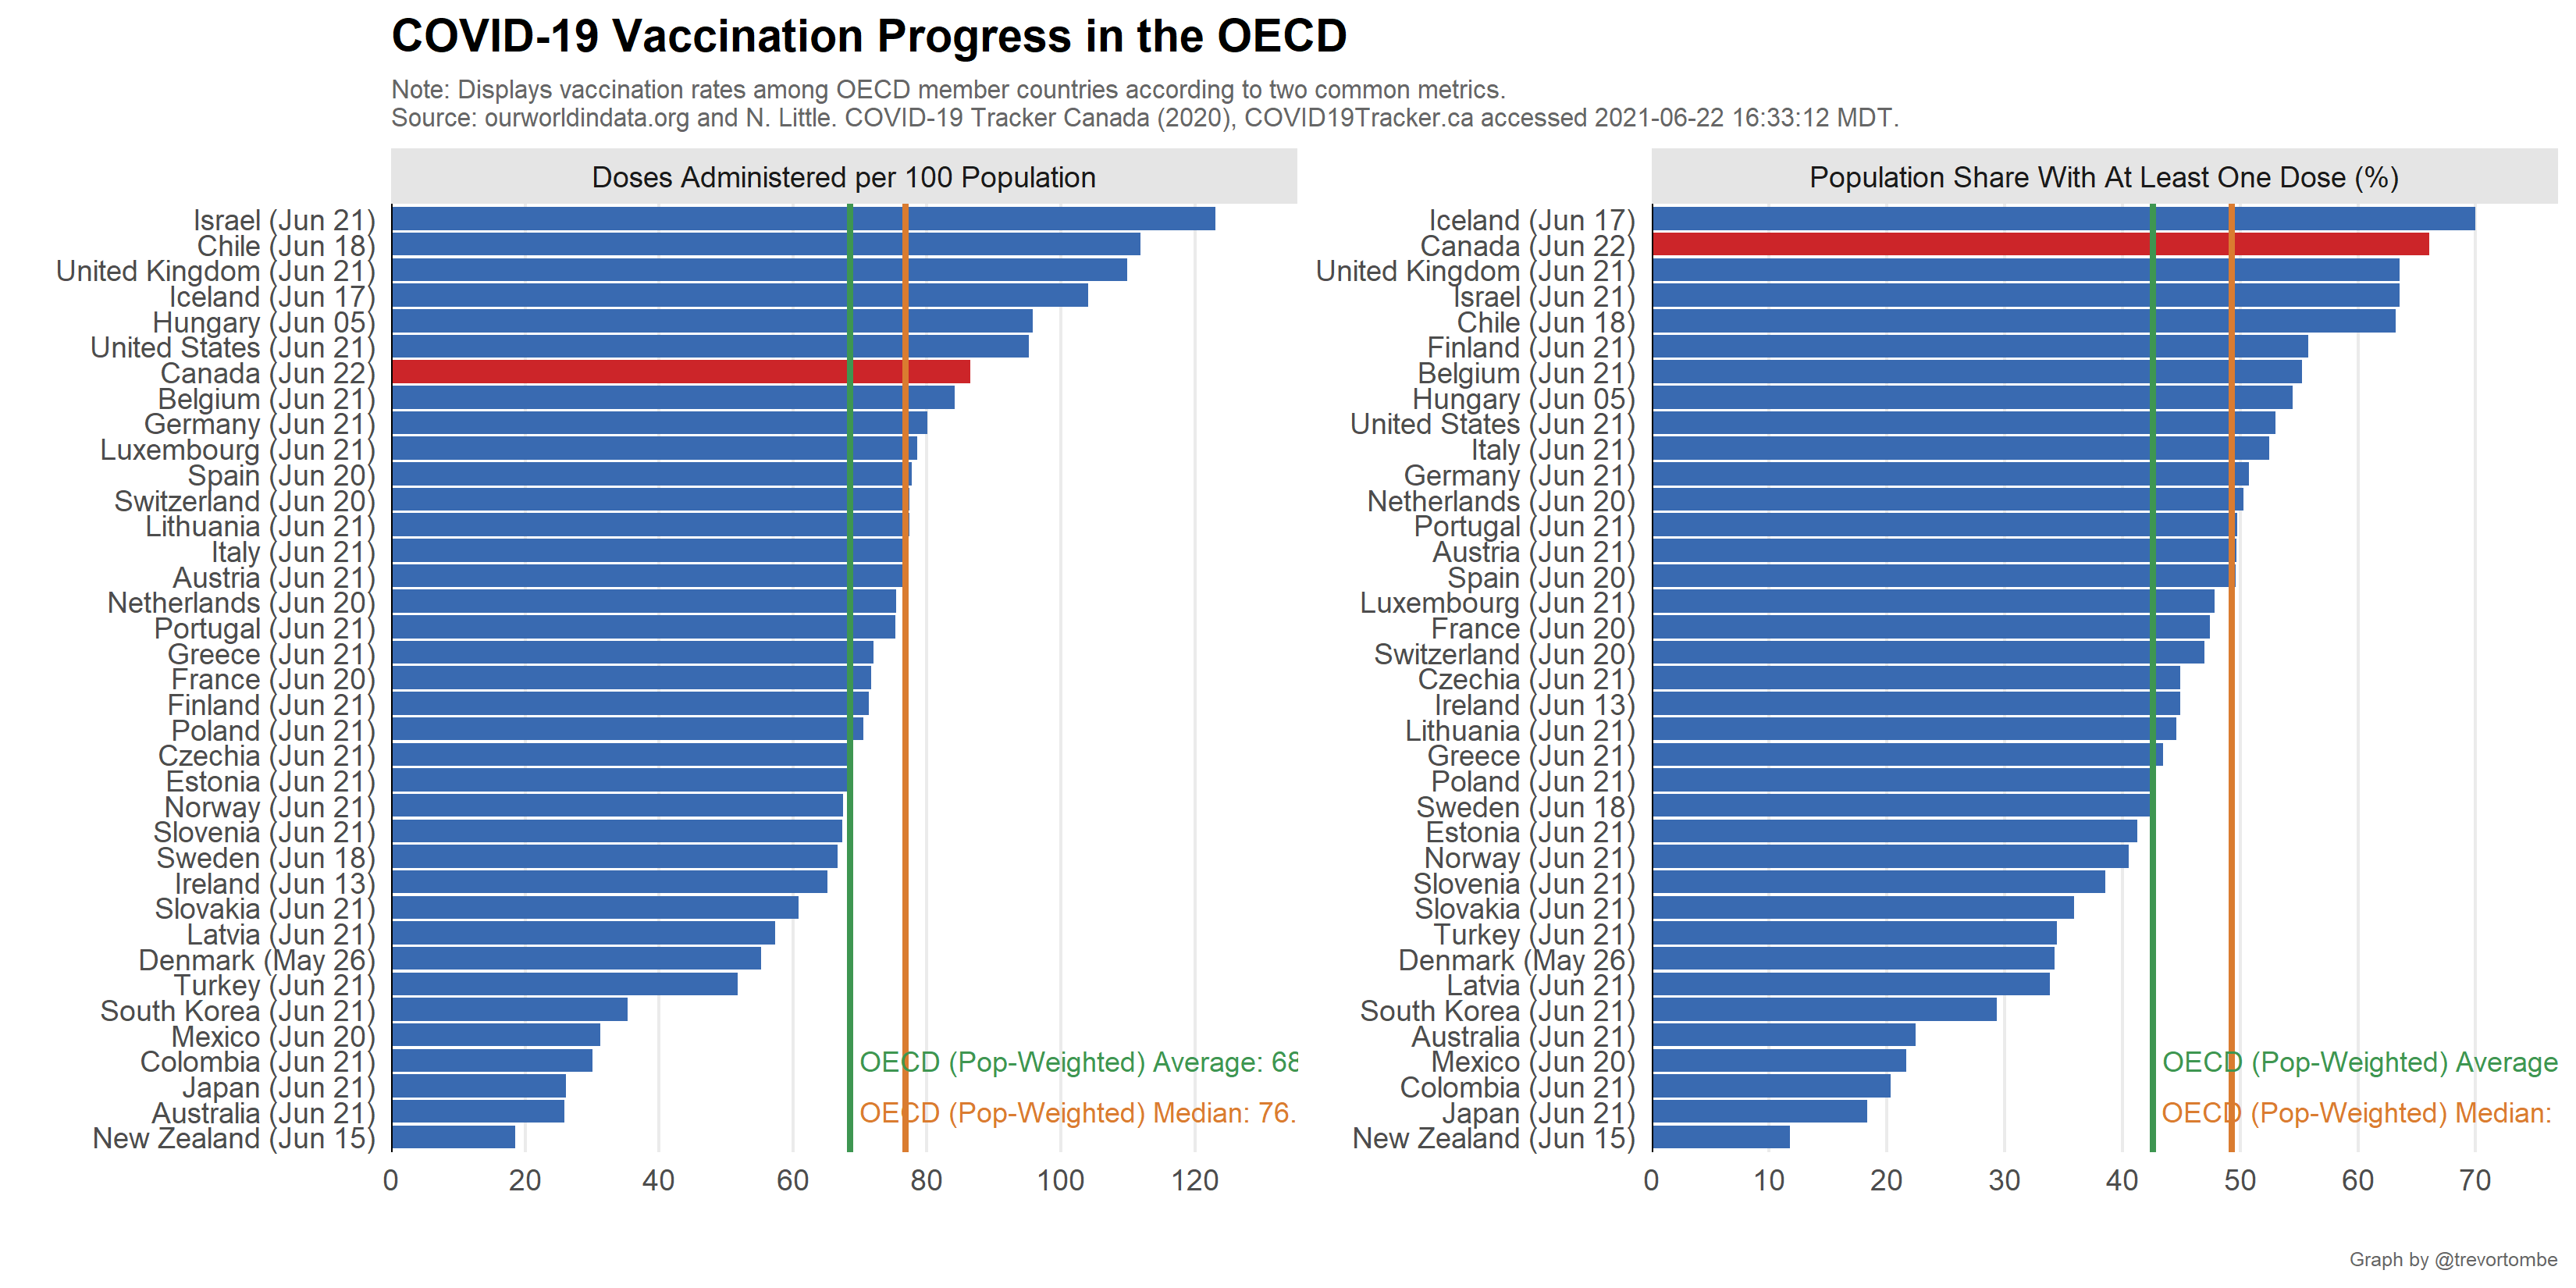 COVID-19 Vaccination Progress in the OECD
Note: Displays vaccination rates among OECD member countries according to two common metrics.
Source: ourworldindata.org and N. Little. COVID-19 Tracker Canada (2020), COVID19Tracker.ca accessed 2021-06-22 16:33:12 MDT.
Doses Administered per 100 Population
Israel (Jun 21)
Chile (Jun 18)
United Kingdom (Jun 21)
Iceland (Jun 17)
Hungary (Jun 05)
United States (Jun 21)
Canada (Jun 22)
Belgium (Jun 21)
Germany (Jun 21)
Luxembourg (Jun 21)
Spain (Jun 20)
Switzerland (Jun 20)
Lithuania (Jun 21)
Italy (Jun 21)
Austria (Jun 21)
Netherlands (Jun 20)
Portugal (Jun 21)
Greece (Jun 21)
France (Jun 20)
Finland (Jun 21)
Poland (Jun 21)
Czechia (Jun 21)
Estonia (Jun 21)
Norway (Jun 21)
Slovenia (Jun 21)
Sweden (Jun 18)
Ireland (Jun 13)
Slovakia (Jun 21)
Latvia (Jun 21)
Denmark (May 26)
Turkey (Jun 21)
South Korea (Jun 21)
Mexico (Jun 20)
Colombia (Jun 21)
Japan (Jun 21)
Australia (Jun 21)
New Zealand (Jun 15)
OECD (Pop-Weighted) Average: 68
OECD (Pop-Weighted) Median: 76.
0 20 40 60 80 100 120
Population Share With At Least One Dose (%)
Iceland (Jun 17)
Canada (Jun 22)
United Kingdom (Jun 21)
Israel (Jun 21)
Chile (Jun 18)
Finland (Jun 21)
Belgium (Jun 21)
Hungary (Jun 05)
United States (Jun 21)
Italy (Jun 21)
Germany (Jun 21)
Netherlands (Jun 20)
Portugal (Jun 21)
Austria (Jun 21)
Spain (Jun 20)
Luxembourg (Jun 21)
France (Jun 20)
Switzerland (Jun 20)
Czechia (Jun 21)
Ireland (Jun 13)
Lithuania (Jun 21)
Greece (Jun 21)
Poland (Jun 21)
Sweden (Jun 18)
Estonia (Jun 21)
Norway (Jun 21)
Slovenia (Jun 21)
Slovakia (Jun 21)
Turkey (Jun 21)
Denmark (May 26)
Latvia (Jun 21)
South Korea (Jun 21)
Australia (Jun 21)
Mexico (Jun 20)
Colombia (Jun 21)
Japan (Jun 21)
New Zealand (Jun 15)
OECD (Pop-Weighted) Average
OECD (Pop-Weighted) Median:
0 10 20 30 40 50 60 70
Graph by @trevortombe